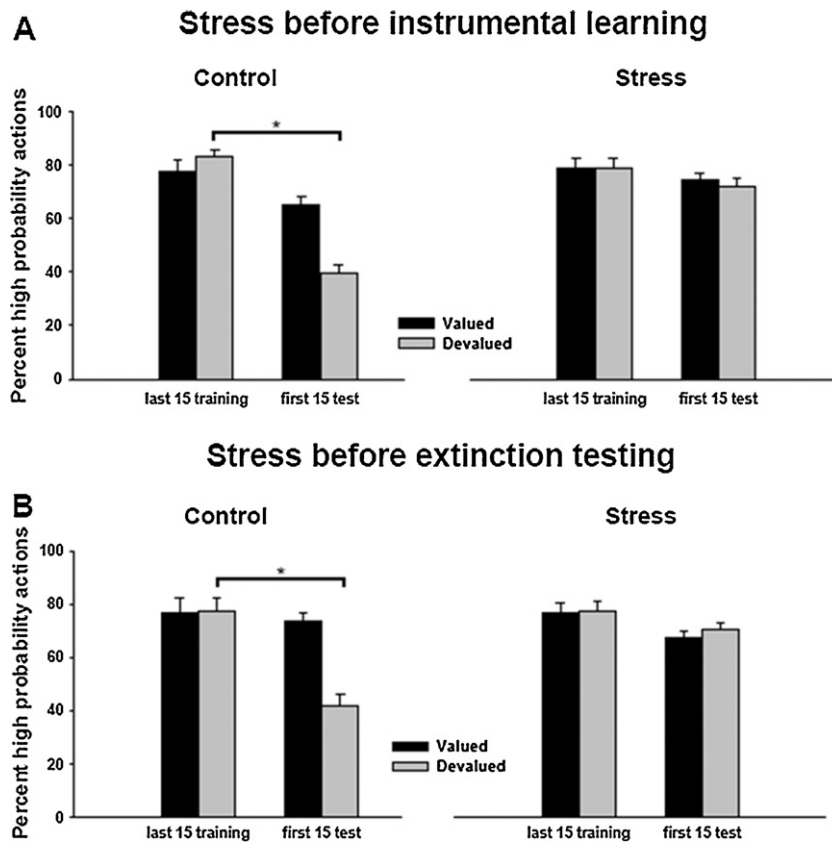 A
Stress before instrumental learning
Control
Stress
Percent high probability actions
100
80
60
40
20
0
*
Valued
Devalued
last 15 training
first 15 test
last 15 training
first 15 test
Stress before extinction testing
B
Control
Stress
Percent high probability actions
100
80
60
40
20
0
*
Valued
Devalued
last 15 training
first 15 test
last 15 training
first 15 test